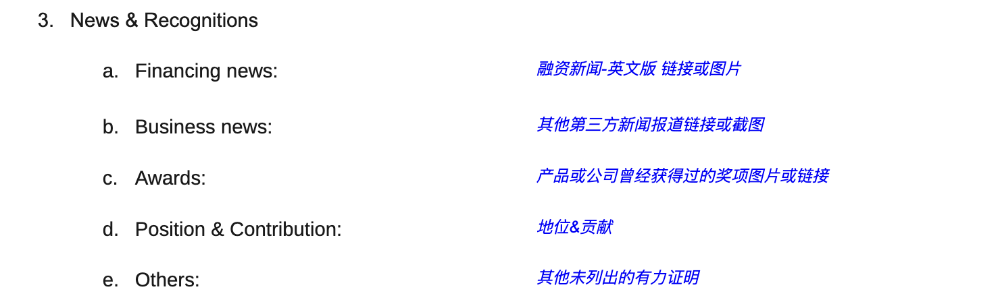 3. News & Recognitions
a. Financing news: 融资新闻-英文版 链接或图片
b. Business news: 其他第三方新闻报道链接或截图
c. Awards: 产品或公司曾经获得过的奖项图片或链接
d. Position & Contribution: 地位&贡献
e. Others: 其他未列出的有力证明